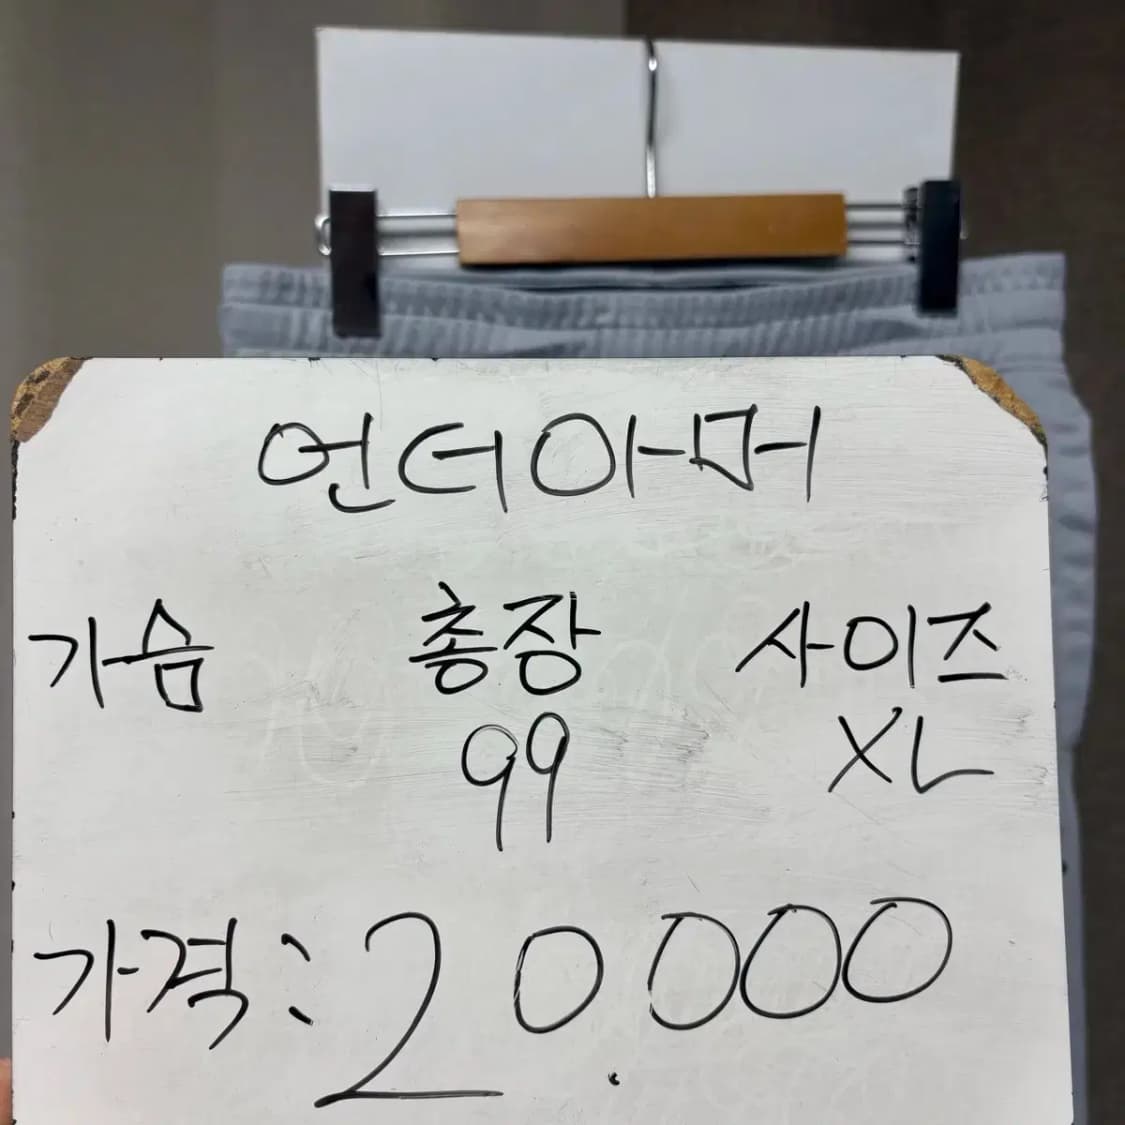 언더아머
가슴 총장 사이즈
99 XL
가격: 20.000